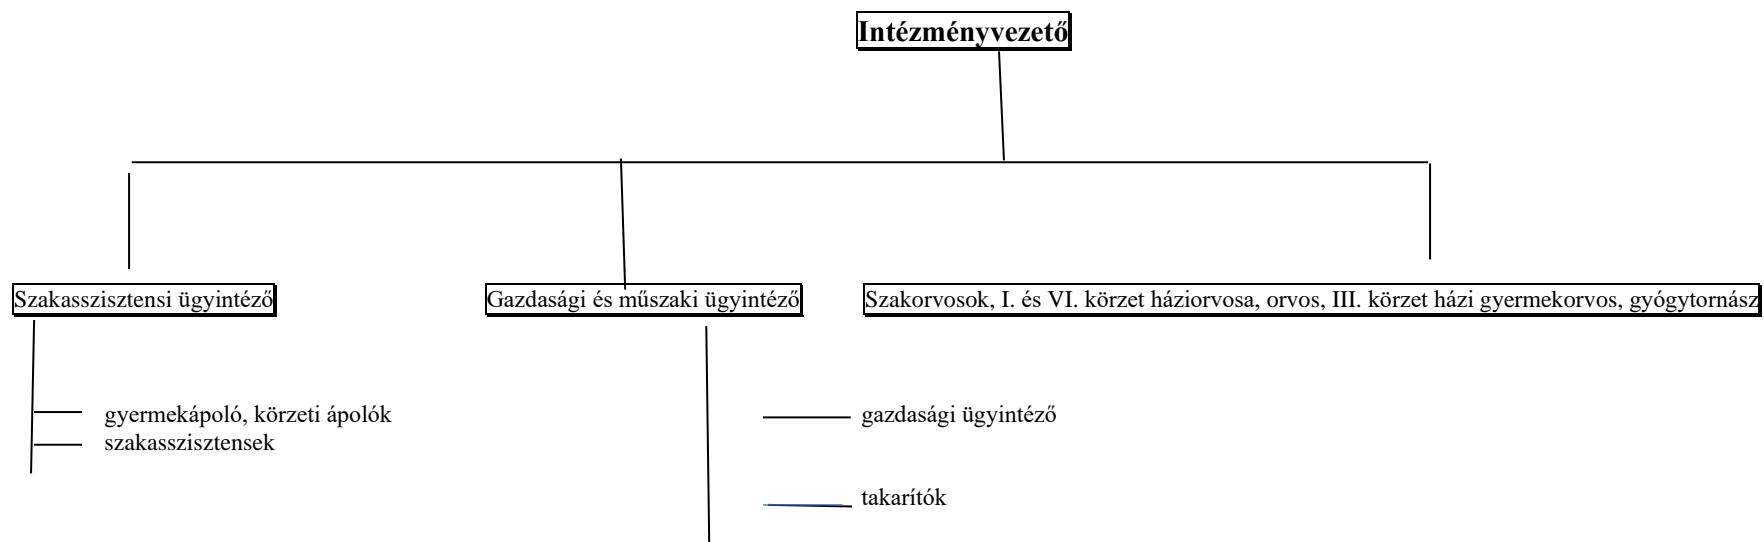 Intézményvezető
Szakasszisztensi ügyintéző
Gazdasági és műszaki ügyintéző
Szakorvosok, I. és VI. körzet háziorvosa, orvos, III. körzet házi gyermekorvos, gyógytornász
gyermekápoló, körzeti ápolók
szakasszisztensek
gazdasági ügyintéző
takarítók